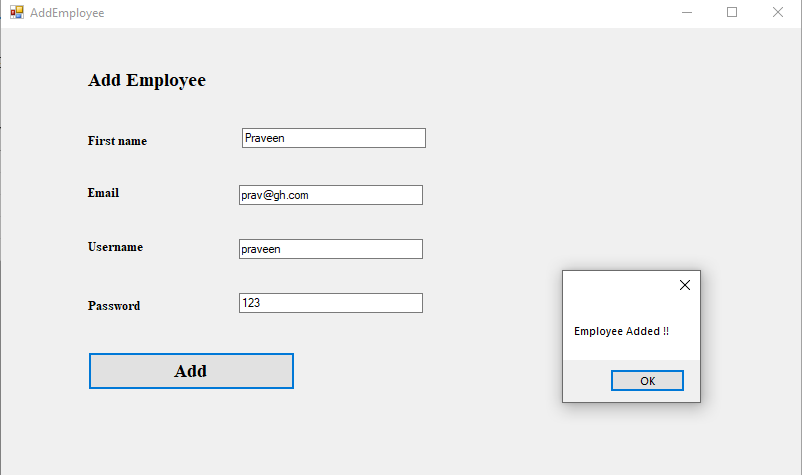 AddEmployee
Add Employee
First name
Praveen
Email
prav@gh.com
Username
praveen
Password
123
Add
Employee Added !!
OK